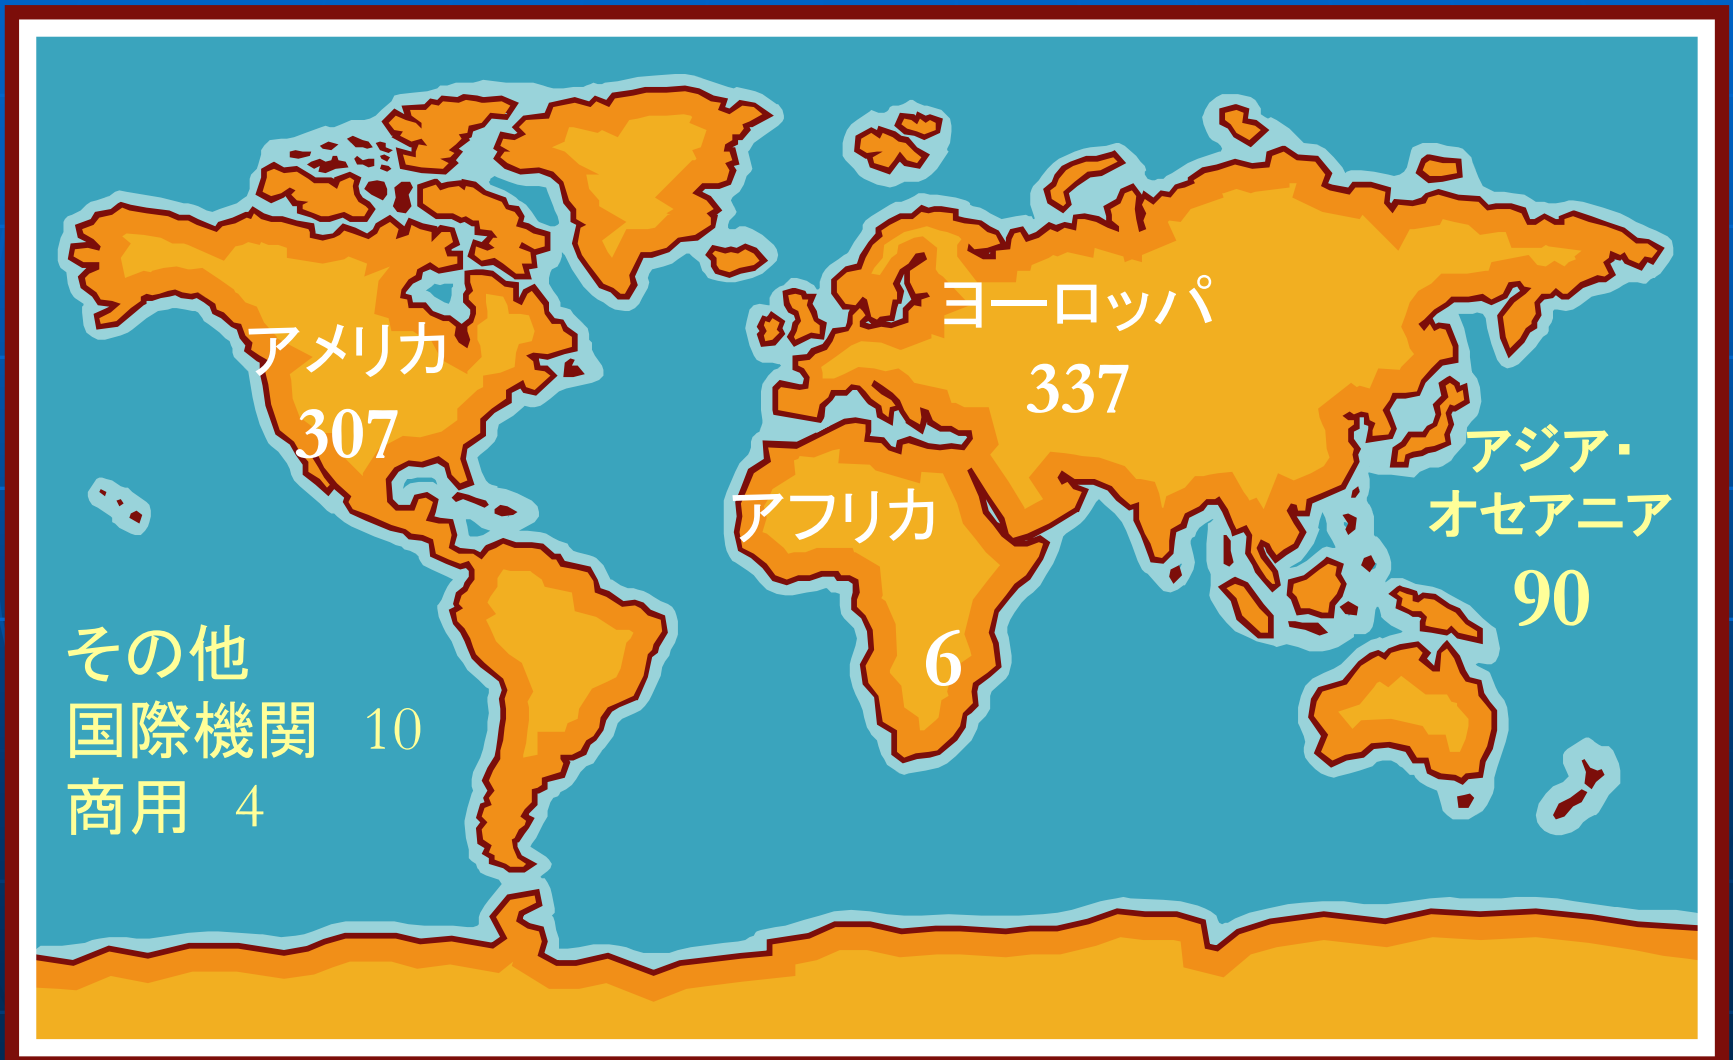 アメリカ
307
ヨーロッパ
337
アフリカ
6
アジア・
オセアニア
90
その他
国際機関 10
商用 4